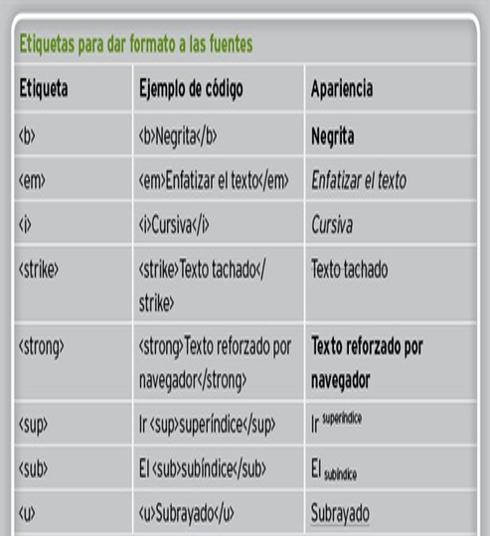 Etiquetas para dar formato a las fuentes
Etiqueta Ejemplo de código Apariencia
<b> <b>Negrita</b> Negrita
<em> <em>Enfatizar el texto</em> Enfatizar el texto
<i> <i>Cursiva</i> Cursiva
<strike> <strike>Texto tachado</ Texto tachado
strike>
<strong> <strong>Texto reforzado por Texto reforzado por
navegador</strong> navegador
<sup> Ir <sup>superíndice</sup> Ir superíndice
<sub> El <sub>subíndice</sub> El subíndice
<u> <u>Subrayado</u> Subrayado